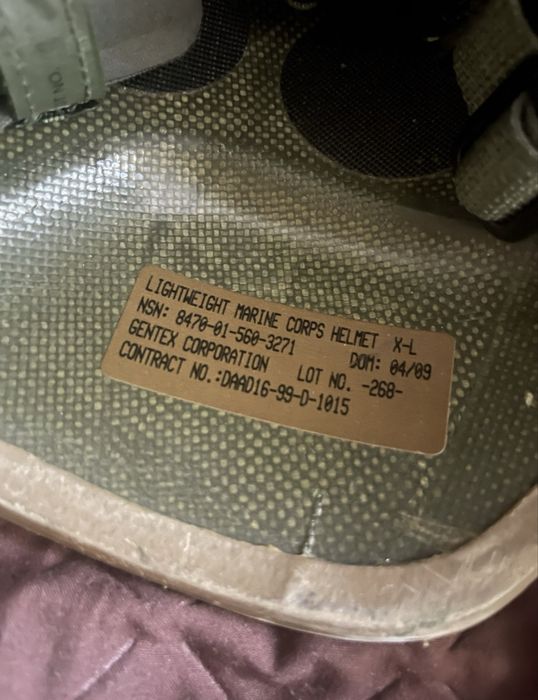 LIGHTWEIGHT MARINE CORPS HELMET X-L
NSN: 8470-01-560-3271 DOM: 04/09
GENTEX CORPORATION LOT NO. -268-
CONTRACT NO.:DAAD16-99-D-1015